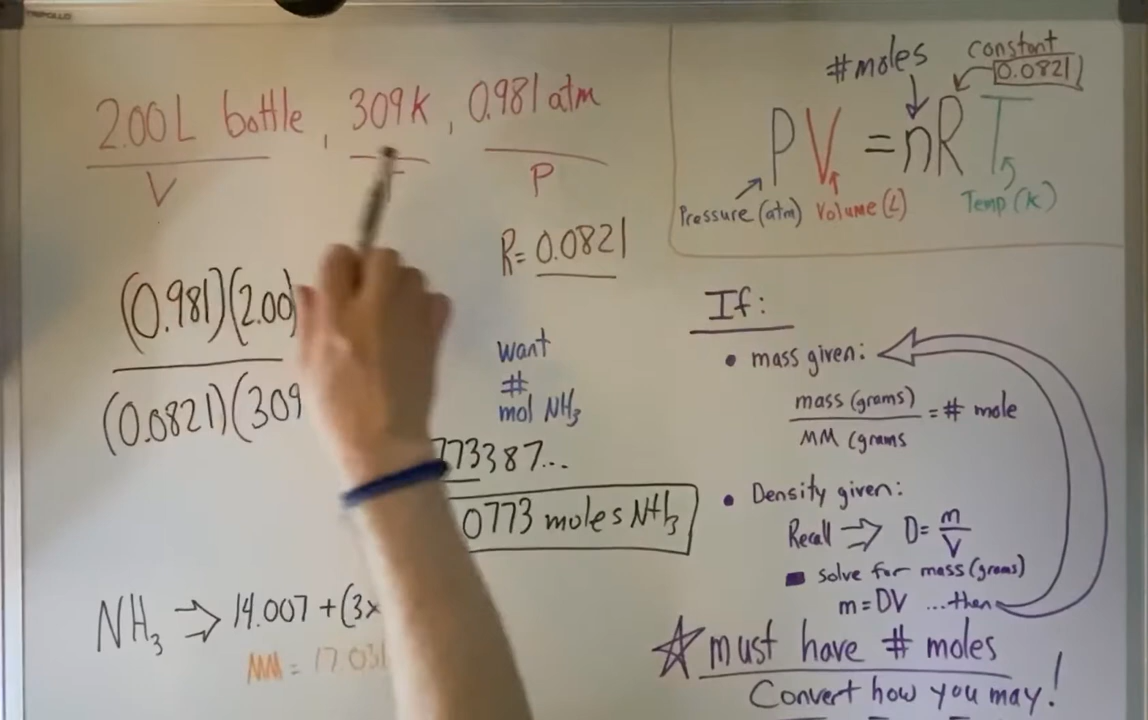 TRIPOLLO
2.00L bottle, 309K, 0.981 atm
V
P
R= 0.0821
(0.981)(2.00)
(0.0821)(309
want
#
mol NH3
773387...
0773 moles NH3
NH3 ⇒ 14.007 + (3x
MM = 17.031
#moles
constant
0.0821
PV = nRT
Pressure (atm) Volume (L) Temp (K)
If:
• mass given:
mass (grams)
MM (grams
= # mole
• Density given:
Recall ⇒ D= m/V
▪ solve for mass (grams)
m=DV ...then
☆ must have # moles
Convert how you may!